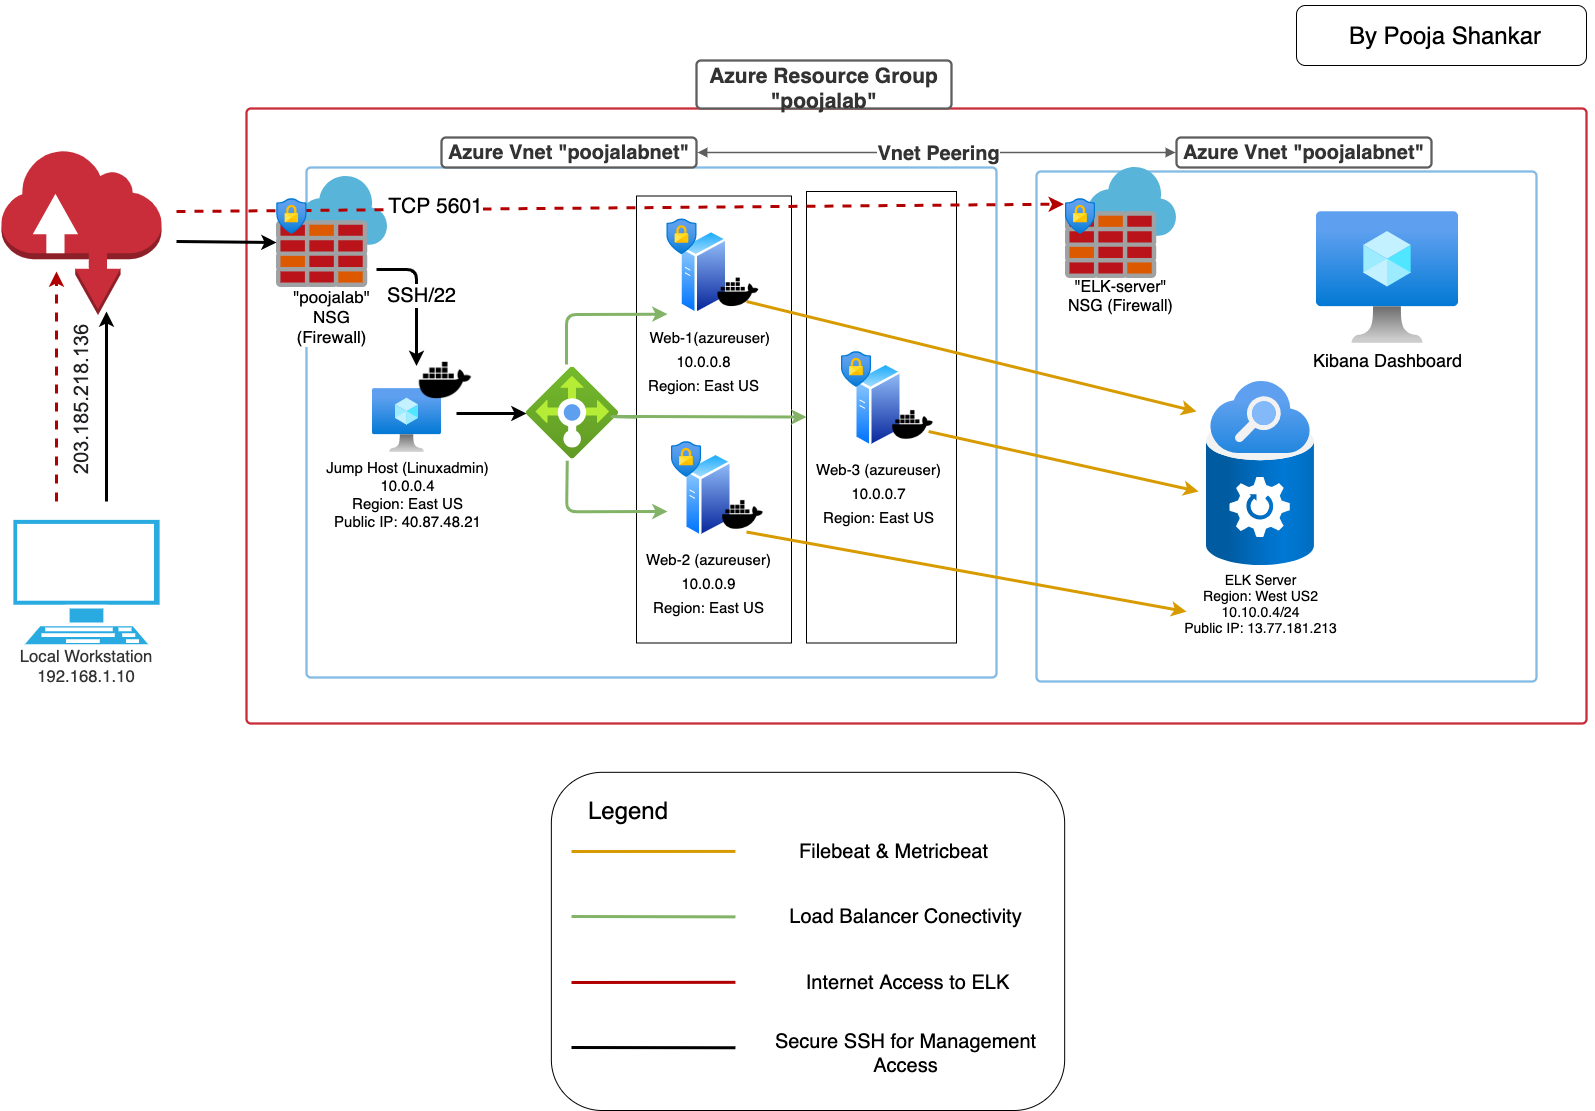 By Pooja Shankar
Azure Resource Group
"poojalab"
Azure Vnet "poojalabnet"
Vnet Peering
Azure Vnet "poojalabnet"
TCP 5601
"poojalab"
NSG
(Firewall)
SSH/22
"ELK-server"
NSG (Firewall)
Kibana Dashboard
203.185.218.136
Web-1(azureuser)
10.0.0.8
Region: East US
Jump Host (Linuxadmin)
10.0.0.4
Region: East US
Public IP: 40.87.48.21
Web-3 (azureuser)
10.0.0.7
Region: East US
Web-2 (azureuser)
10.0.0.9
Region: East US
ELK Server
Region: West US2
10.10.0.4/24
Public IP: 13.77.181.213
Local Workstation
192.168.1.10
Legend
Filebeat & Metricbeat
Load Balancer Conectivity
Internet Access to ELK
Secure SSH for Management
Access